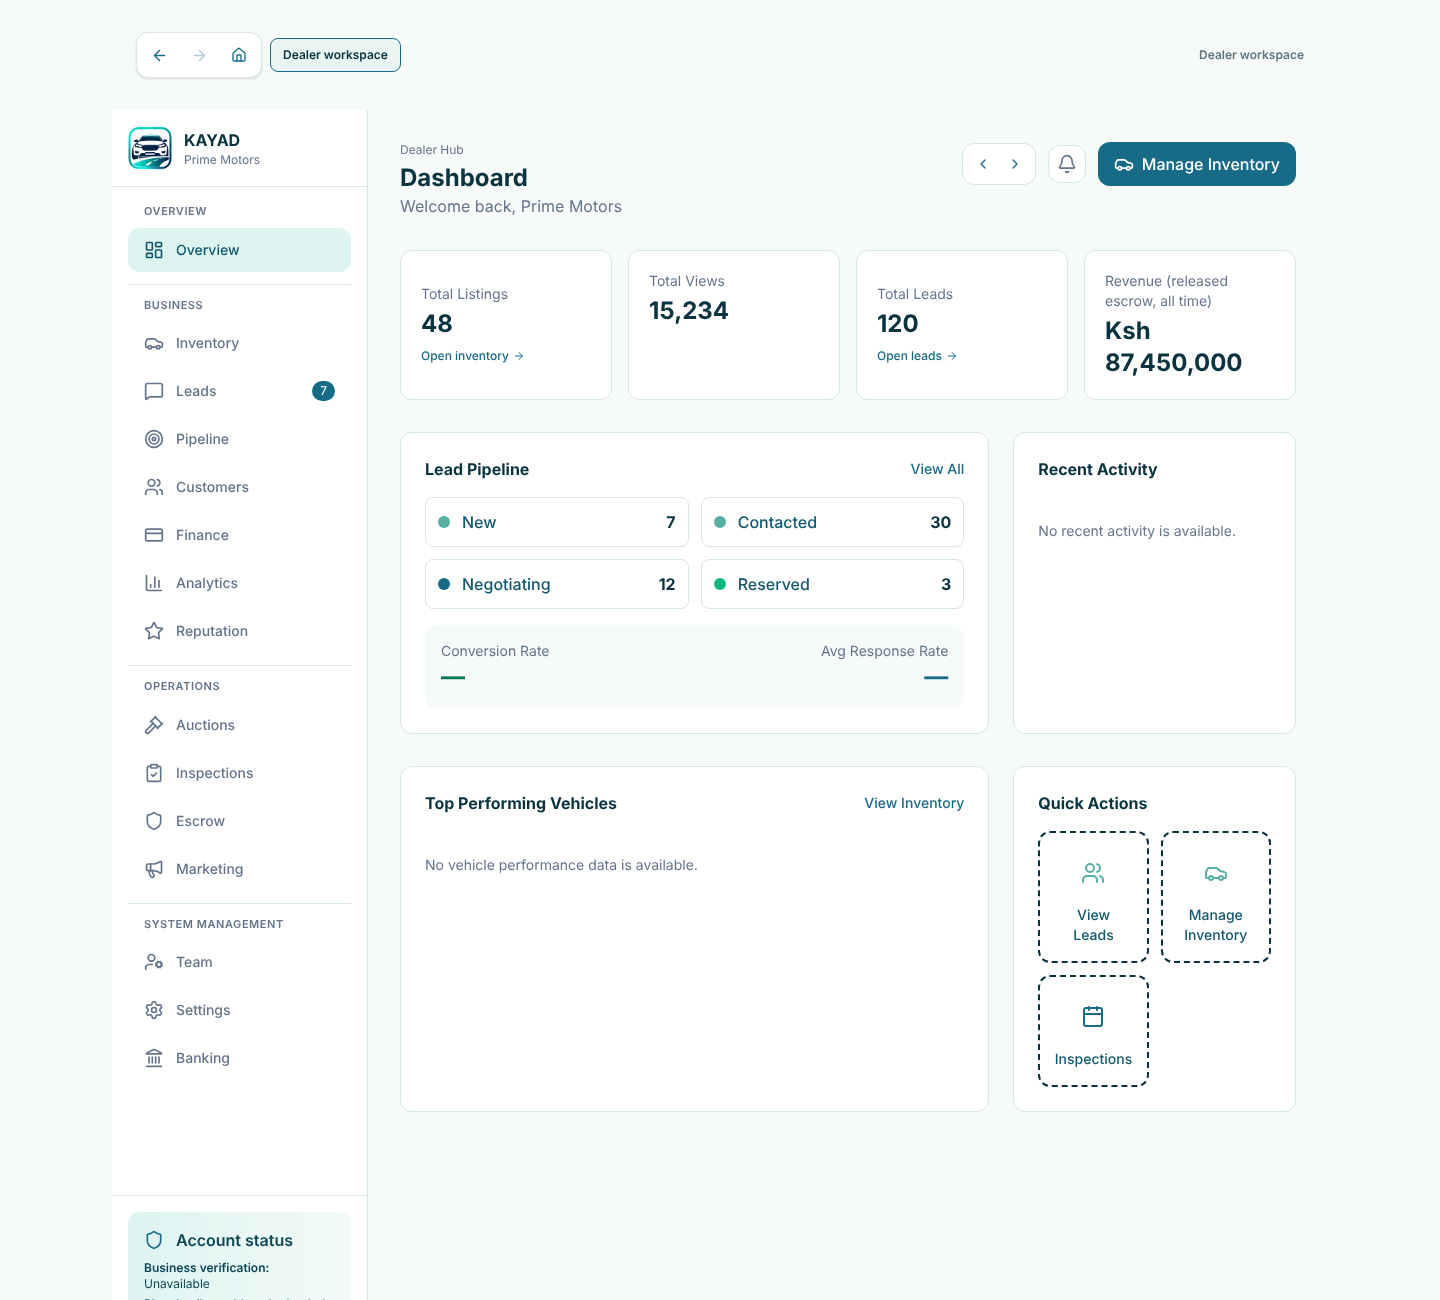 Dealer workspace
Dealer workspace
KAYAD
Prime Motors
OVERVIEW
Overview
BUSINESS
Inventory
Leads
7
Pipeline
Customers
Finance
Analytics
Reputation
OPERATIONS
Auctions
Inspections
Escrow
Marketing
SYSTEM MANAGEMENT
Team
Settings
Banking
Account status
Business verification:
Unavailable
Dealer Hub
Dashboard
Welcome back, Prime Motors
Manage Inventory
Total Listings
48
Open inventory →
Total Views
15,234
Total Leads
120
Open leads →
Revenue (released
escrow, all time)
Ksh
87,450,000
Lead Pipeline
View All
New
7
Contacted
30
Negotiating
12
Reserved
3
Conversion Rate
—
Avg Response Rate
—
Recent Activity
No recent activity is available.
Top Performing Vehicles
View Inventory
No vehicle performance data is available.
Quick Actions
View
Leads
Manage
Inventory
Inspections